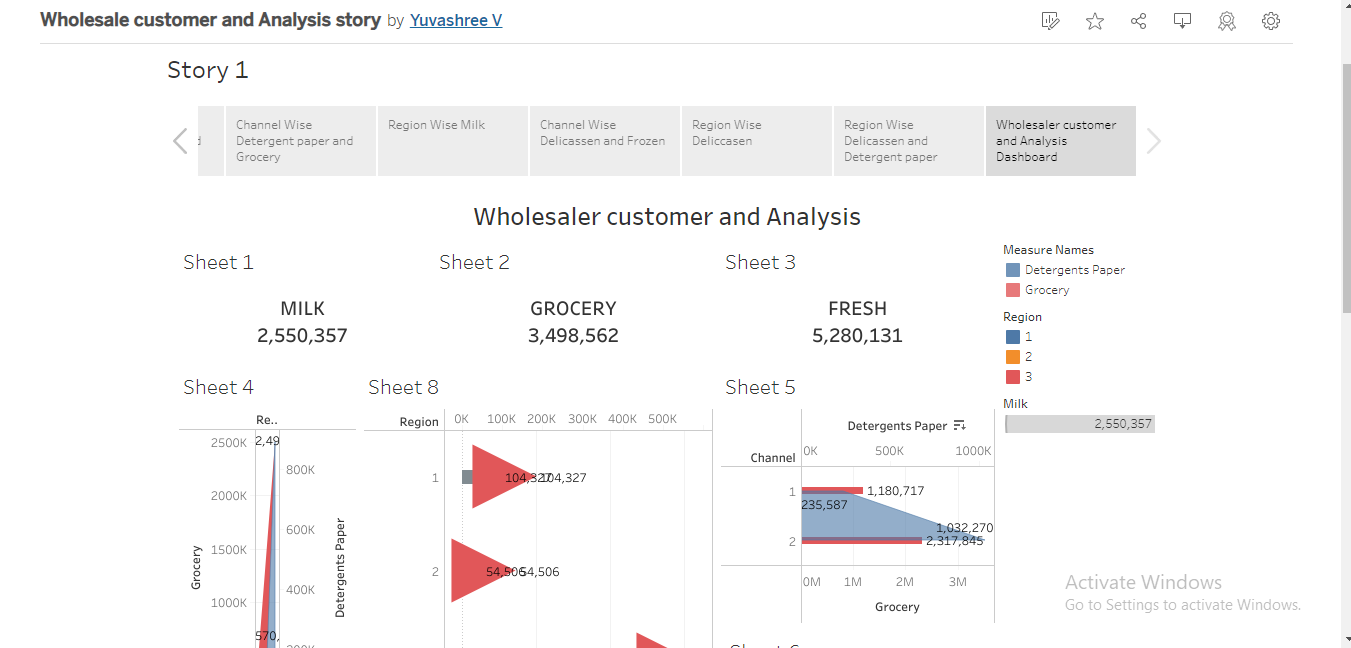 Wholesale customer and Analysis story by Yuvashree V
Story 1
Channel Wise
Detergent paper and
Grocery
Region Wise Milk
Channel Wise
Delicassen and Frozen
Region Wise
Deliccasen
Region Wise
Delicassen and
Detergent paper
Wholesaler customer
and Analysis
Dashboard
Wholesaler customer and Analysis
Sheet 1
Sheet 2
Sheet 3
MILK
2,550,357
GROCERY
3,498,562
FRESH
5,280,131
Measure Names
Detergents Paper
Grocery
Region
1
2
3
Milk
2,550,357
Sheet 4
Re..
2500K
2,49
2000K
1500K
1000K
570,
Grocery
800K
600K
400K
200K
Detergents Paper
Sheet 8
Region
0K 100K 200K 300K 400K 500K
1
104,327
104,327
2
54,506
54,506
Sheet 5
Detergents Paper
Channel
0K 500K 1000K
1
1,180,717
235,587
1,032,270
2
2,317,845
0M 1M 2M 3M
Grocery
Activate Windows
Go to Settings to activate Windows.